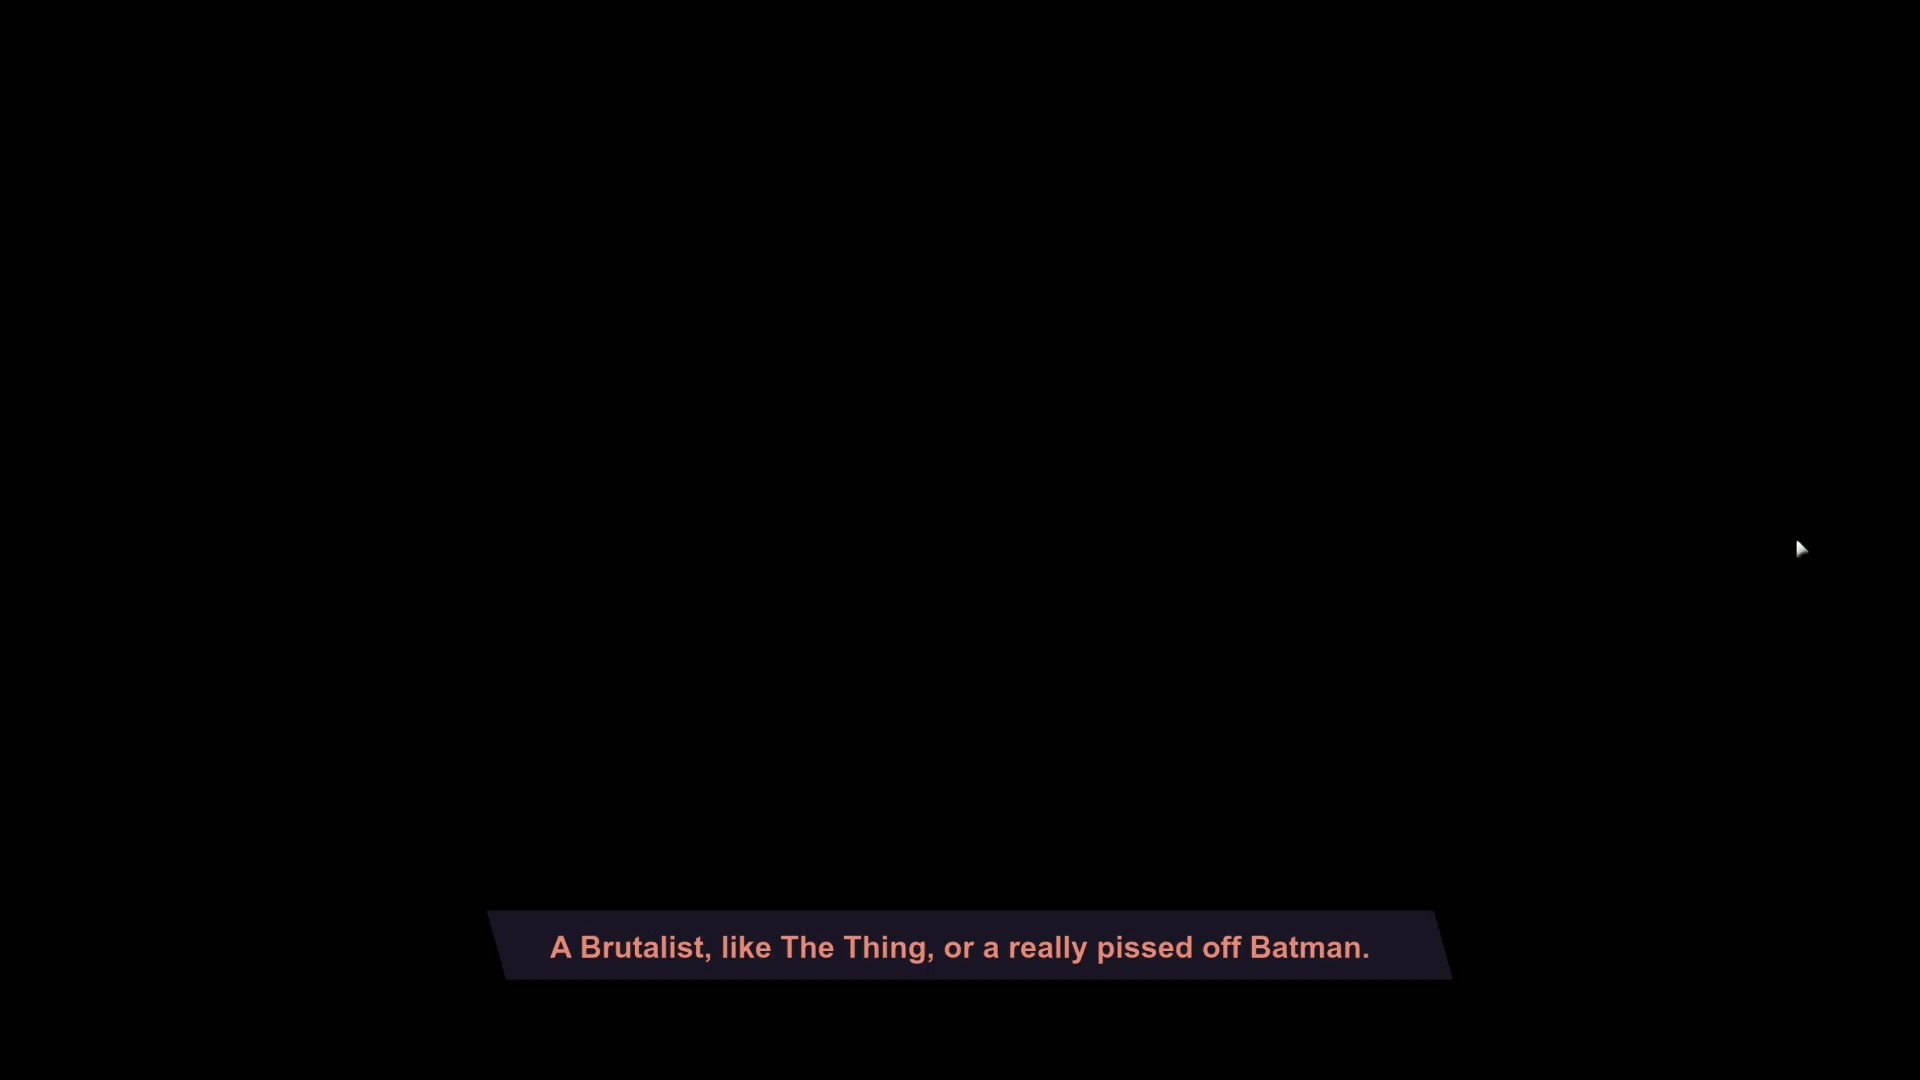 A Brutalist, like The Thing, or a really pissed off Batman.